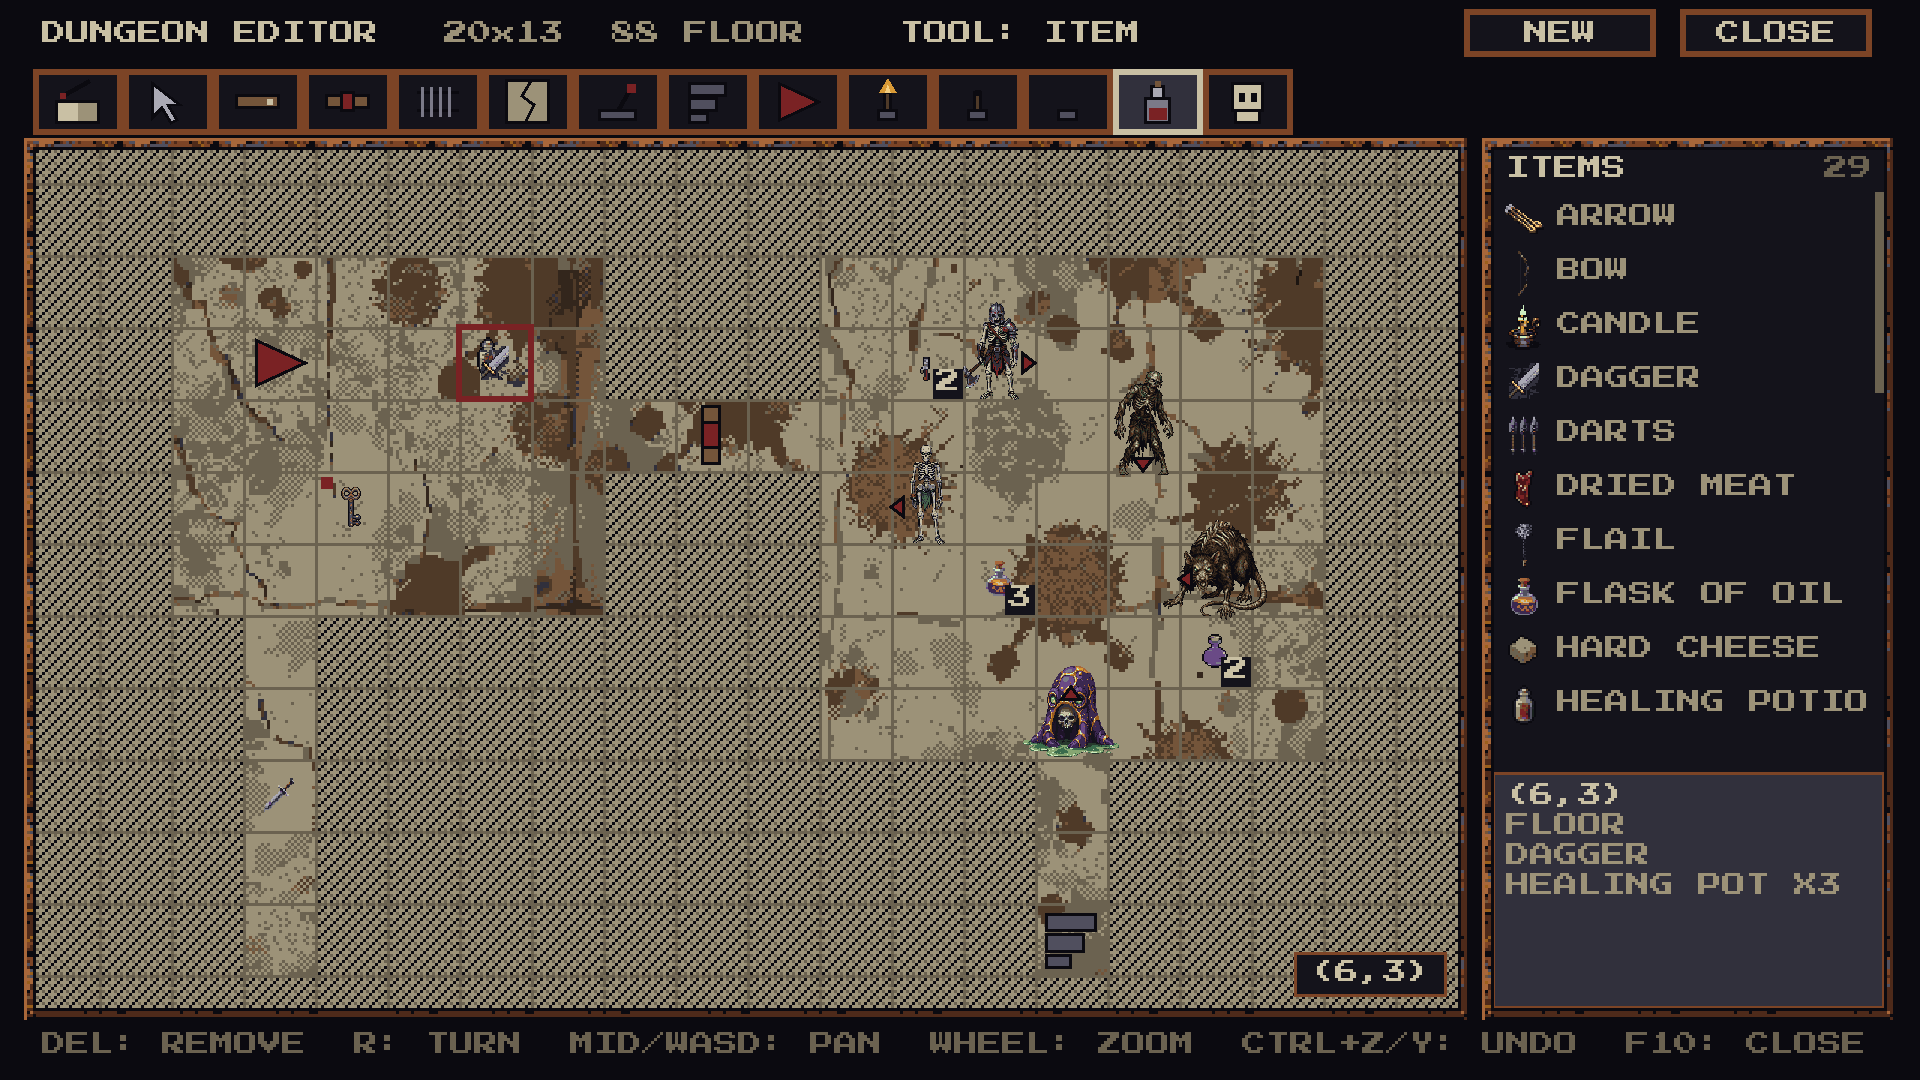 DUNGEON EDITOR 20x13 88 FLOOR TOOL: ITEM NEW CLOSE
ITEMS 29
ARROW
BOW
CANDLE
DAGGER
DARTS
DRIED MEAT
FLAIL
FLASK OF OIL
HARD CHEESE
HEALING POTIO
2
3
2
(6,3)
FLOOR
DAGGER
HEALING POT X3
(6,3)
DEL: REMOVE R: TURN MID/WASD: PAN WHEEL: ZOOM CTRL+Z/Y: UNDO F10: CLOSE